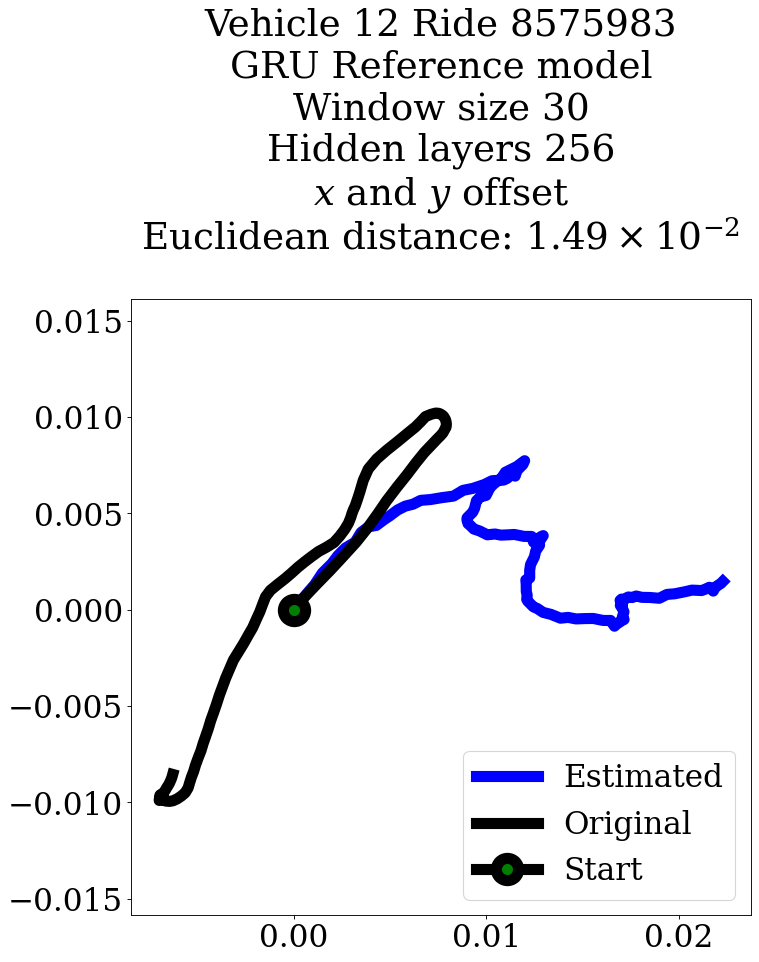 Vehicle 12 Ride 8575983
GRU Reference model
Window size 30
Hidden layers 256
x and y offset
Euclidean distance: 1.49 × 10⁻²
0.015
0.010
0.005
0.000
−0.005
−0.010
−0.015
0.00 0.01 0.02
Estimated
Original
Start